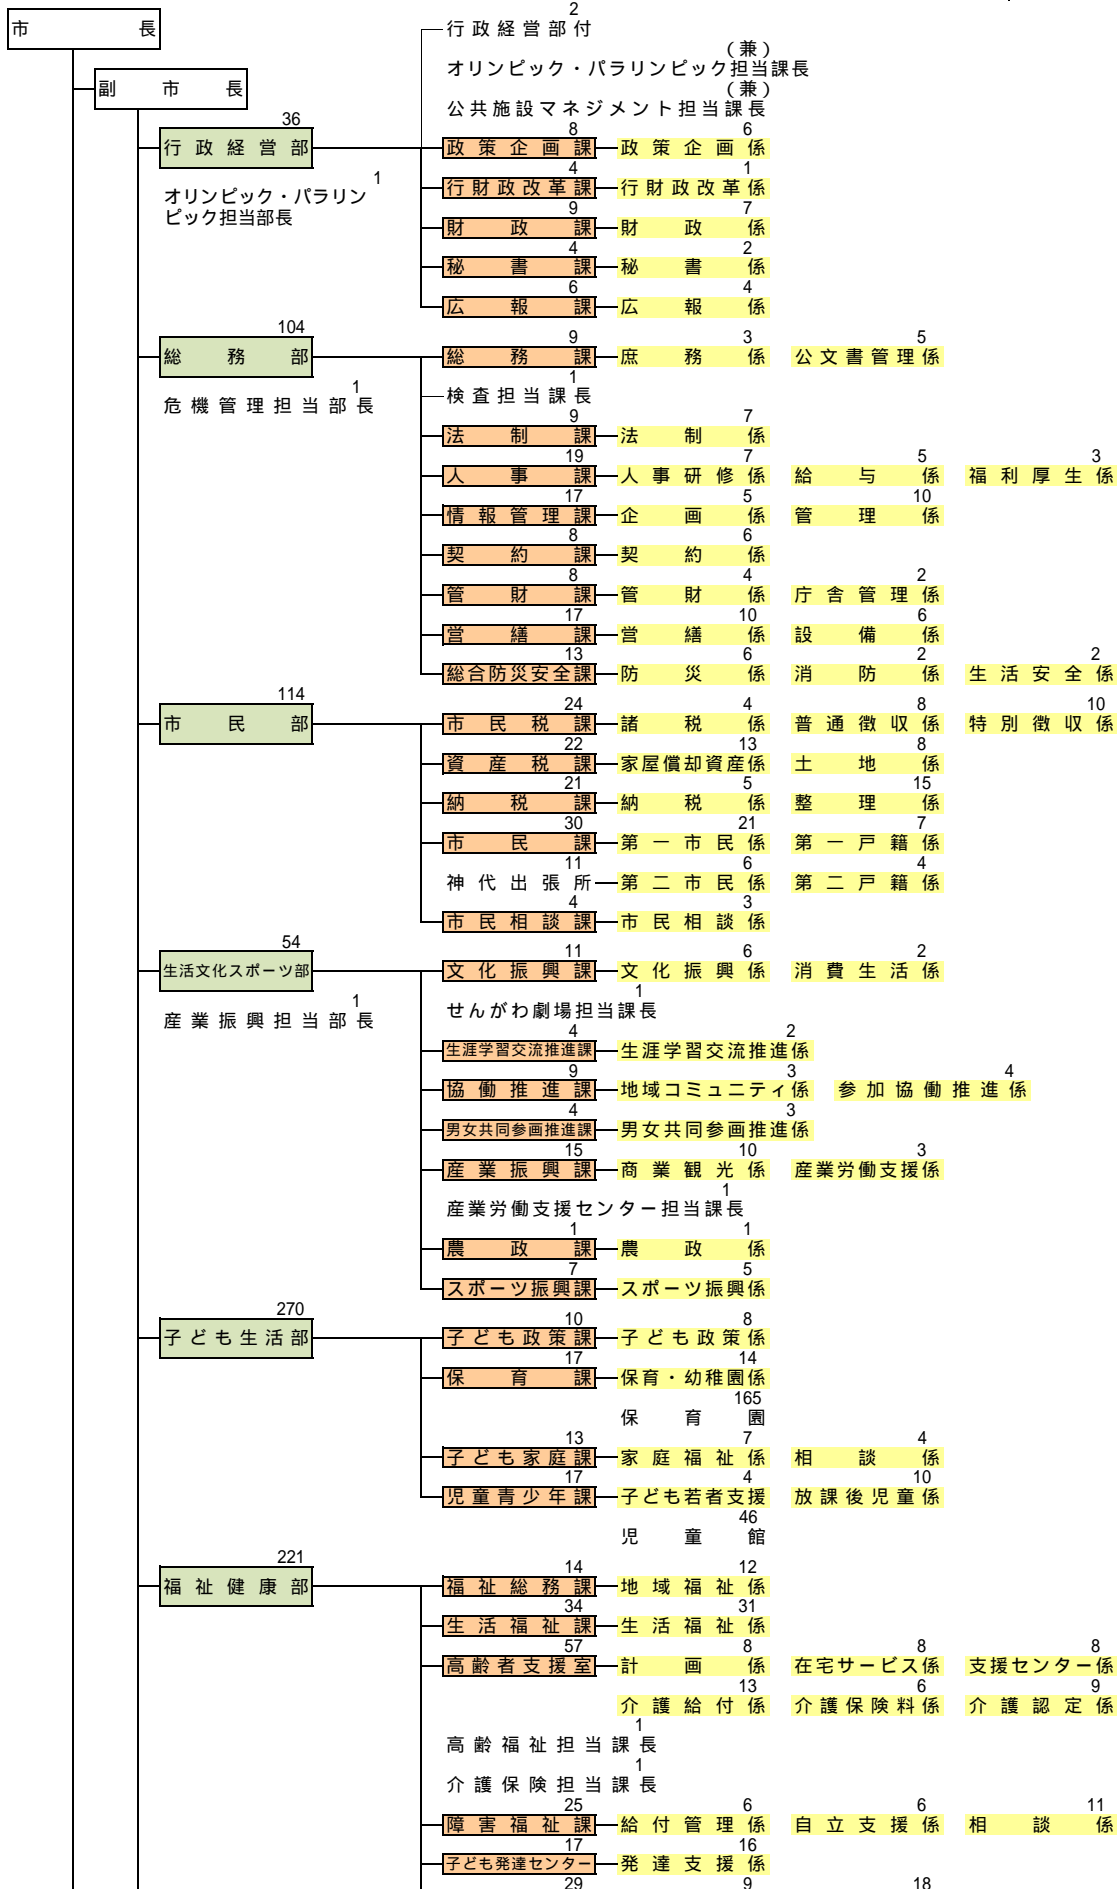 市長
2
行政経営部付
(兼)
オリンピック・パラリンピック担当課長
副市長
(兼)
公共施設マネジメント担当課長
36 8 6
行政経営部 政策企画課 政策企画係
1 4 1
オリンピック・パラリン 行財政改革課 行財政改革係
ピック担当部長
9 7
財政課 財政係
4 2
秘書課 秘書係
6 4
広報課 広報係
104 9 3 5
総務部 総務課 庶務係 公文書管理係
1 1
危機管理担当部長 検査担当課長
9 7
法制課 法制係
19 7 5 3
人事課 人事研修係 給与係 福利厚生係
17 5 10
情報管理課 企画係 管理係
8 6
契約課 契約係
8 4 2
管財課 管財係 庁舎管理係
17 10 6
営繕課 営繕係 設備係
13 6 2 2
総合防災安全課 防災係 消防係 生活安全係
114 24 4 8 10
市民部 市民税課 諸税係 普通徴収係 特別徴収係
22 13 8
資産税課 家屋償却資産係 土地係
21 5 15
納税課 納税係 整理係
30 21 7
市民課 第一市民係 第一戸籍係
11 6 4
神代出張所 第二市民係 第二戸籍係
4 3
市民相談課 市民相談係
54 11 6 2
生活文化スポーツ部 文化振興課 文化振興係 消費生活係
1 1
産業振興担当部長 せんがわ劇場担当課長
4 2
生涯学習交流推進課 生涯学習交流推進係
9 3 4
協働推進課 地域コミュニティ係 参加協働推進係
4 3
男女共同参画推進課 男女共同参画推進係
15 10 3
産業振興課 商業観光係 産業労働支援係
1
産業労働支援センター担当課長
1 1
農政課 農政係
7 5
スポーツ振興課 スポーツ振興係
270 10 8
子ども生活部 子ども政策課 子ども政策係
17 14
保育課 保育・幼稚園係
165
保育園
13 7 4
子ども家庭課 家庭福祉係 相談係
17 4 10
児童青少年課 子ども若者支援 放課後児童係
46
児童館
221 14 12
福祉健康部 福祉総務課 地域福祉係
34 31
生活福祉課 生活福祉係
57 8 8 8
高齢者支援室 計画係 在宅サービス係 支援センター係
13 6 9
介護給付係 介護保険料係 介護認定係
1
高齢福祉担当課長
1
介護保険担当課長
25 6 6 11
障害福祉課 給付管理係 自立支援係 相談係
17 16
子ども発達センター 発達支援係
29 9 18